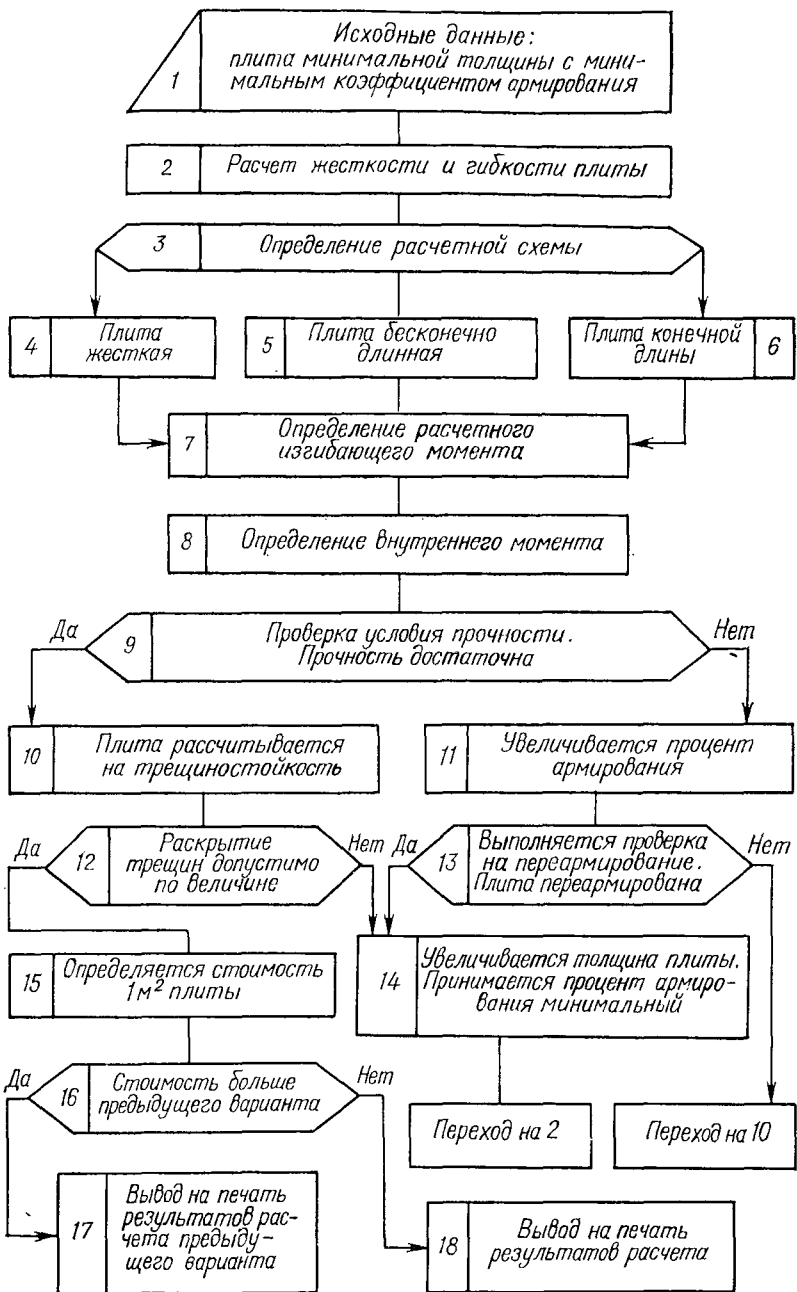 Исходные данные:
плита минимальной толщины с мини-
мальным коэффициентом армирования
1
2
Расчет жесткости и гибкости плиты
3
Определение расчетной схемы
4
Плита
жесткая
5
Плита бесконечно
длинная
Плита конечной
длины
6
7
Определение расчетного
изгибающего момента
8
Определение внутреннего момента
Да
9
Проверка условия прочности.
Прочность достаточна
Нет
10
Плита рассчитывается
на трещиностойкость
11
Увеличивается процент
армирования
Да
12
Раскрытие
трещин допустимо
по величине
Нет
Да
13
Выполняется проверка
на переармирование.
Плита переармирована
Нет
15
Определяется стоимость
1м² плиты
14
Увеличивается толщина плиты.
Принимается процент армиро-
вания минимальный
Да
16
Стоимость больше
предыдущего варианта
Нет
Переход на 2
Переход на 10
17
Вывод на печать
результатов рас-
чета предыду-
щего варианта
18
Вывод на печать
результатов расчета